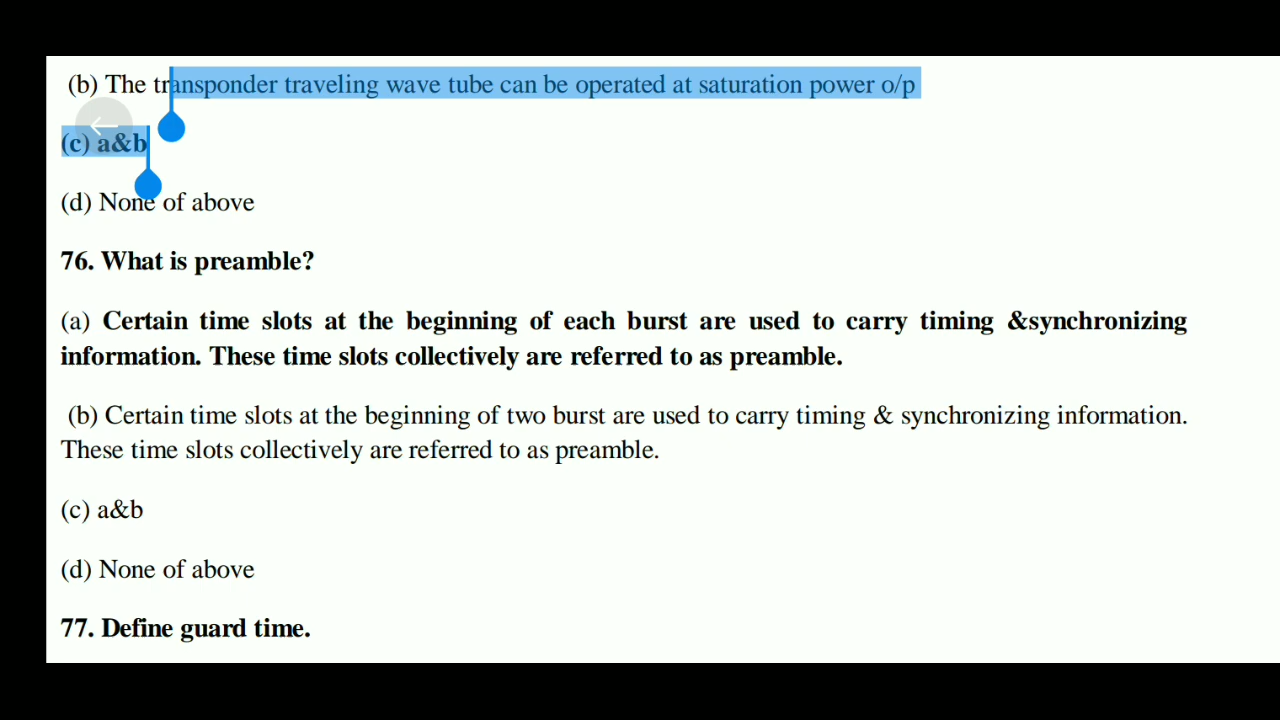 (b) The transponder traveling wave tube can be operated at saturation power o/p
(c) a&b
(d) None of above
76. What is preamble?
(a) Certain time slots at the beginning of each burst are used to carry timing &synchronizing
information. These time slots collectively are referred to as preamble.
(b) Certain time slots at the beginning of two burst are used to carry timing & synchronizing information.
These time slots collectively are referred to as preamble.
(c) a&b
(d) None of above
77. Define guard time.